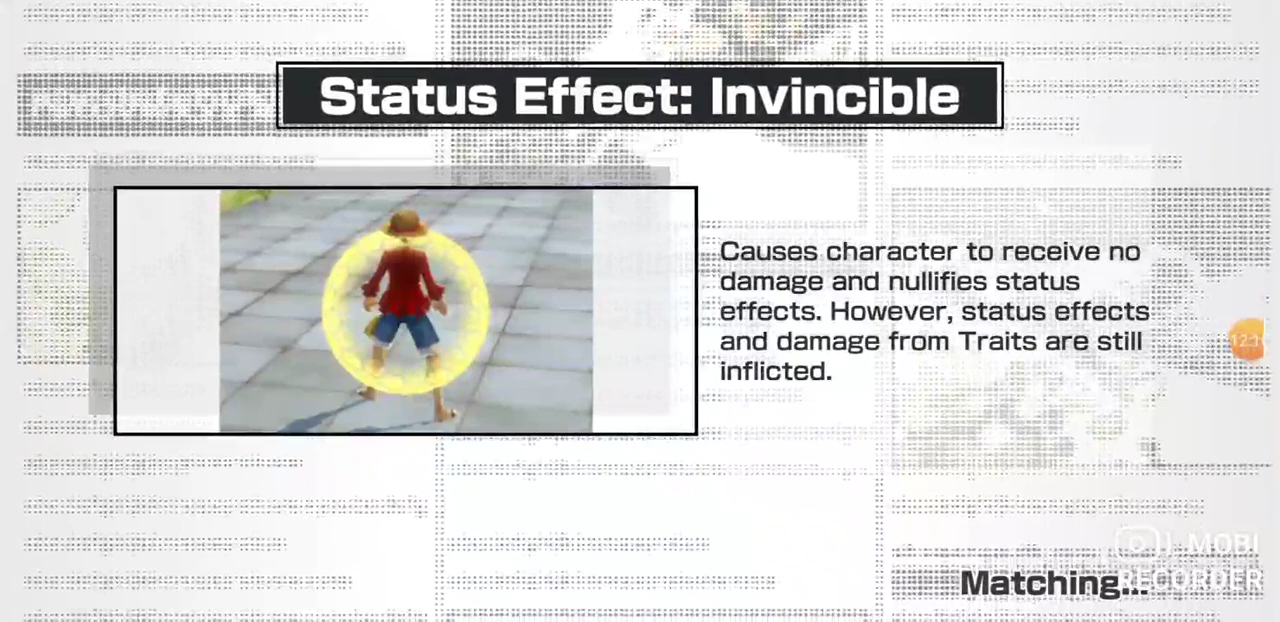 Status Effect: Invincible
Causes character to receive no
damage and nullifies status
effects. However, status effects
and damage from Traits are still
inflicted.
MOBI
RECORDER
Matching...